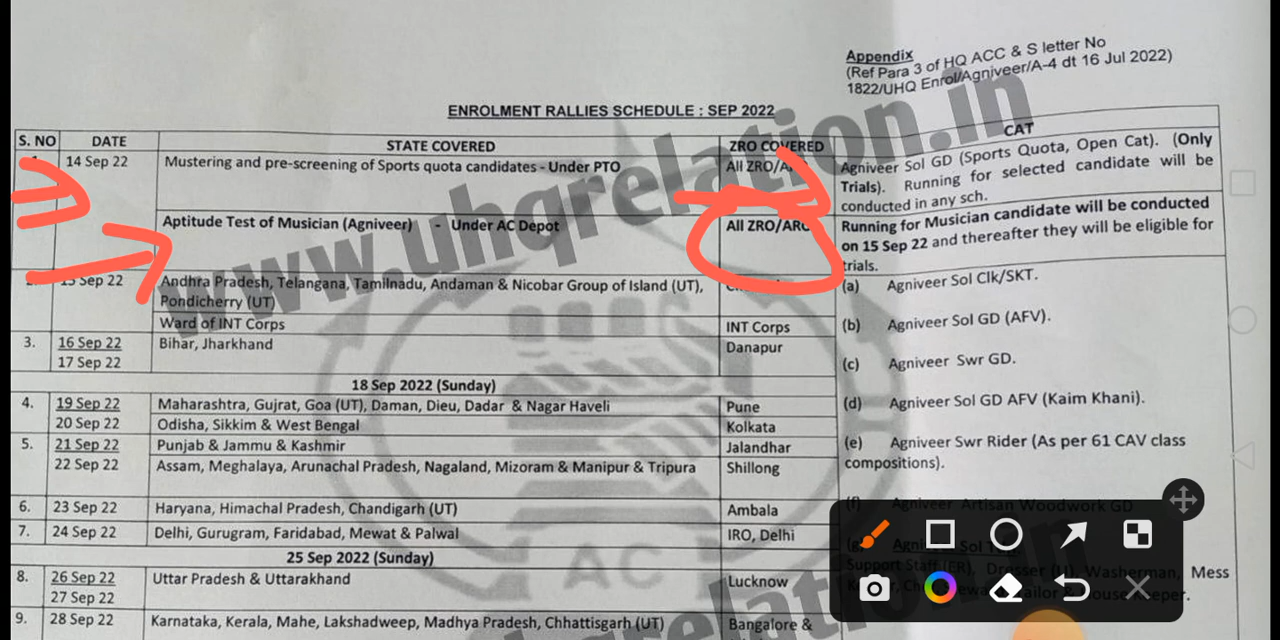 Appendix
(Ref Para 3 of HQ ACC & S letter No
1822/UHQ Enrol/Agniveer/A-4 dt 16 Jul 2022)
ENROLMENT RALLIES SCHEDULE : SEP 2022
S. NO DATE STATE COVERED ZRO COVERED CAT
14 Sep 22 Mustering and pre-screening of Sports quota candidates - Under PTO All ZRO/
Aptitude Test of Musician (Agniveer) - Under AC Depot All ZRO/ARO
Sep 22 Andhra Pradesh, Telangana, Tamilnadu, Andaman & Nicobar Group of Island (UT),
Pondicherry (UT)
Ward of INT Corps INT Corps
3. 16 Sep 22 Bihar, Jharkhand Danapur
17 Sep 22
18 Sep 2022 (Sunday)
4. 19 Sep 22 Maharashtra, Gujrat, Goa (UT), Daman, Dieu, Dadar & Nagar Haveli Pune
20 Sep 22 Odisha, Sikkim & West Bengal Kolkata
5. 21 Sep 22 Punjab & Jammu & Kashmir Jalandhar
22 Sep 22 Assam, Meghalaya, Arunachal Pradesh, Nagaland, Mizoram & Manipur & Tripura Shillong
6. 23 Sep 22 Haryana, Himachal Pradesh, Chandigarh (UT) Ambala
7. 24 Sep 22 Delhi, Gurugram, Faridabad, Mewat & Palwal IRO, Delhi
25 Sep 2022 (Sunday)
8. 26 Sep 22 Uttar Pradesh & Uttarakhand Lucknow
27 Sep 22
9. 28 Sep 22 Karnataka, Kerala, Mahe, Lakshadweep, Madhya Pradesh, Chhattisgarh (UT) Bangalore &
Agniveer Sol GD (Sports Quota, Open Cat). (Only
Trials). Running for selected candidate will be
conducted in any sch.
Running for Musician candidate will be conducted
on 15 Sep 22 and thereafter they will be eligible for
trials.
(a) Agniveer Sol Clk/SKT.
(b) Agniveer Sol GD (AFV).
(c) Agniveer Swr GD.
(d) Agniveer Sol GD AFV (Kaim Khani).
(e) Agniveer Swr Rider (As per 61 CAV class
compositions).
(f) Agniveer Artisan Woodwork GD
Support Staff (ER), Dresser Washerman, Mess
www.uhqrelation.in
AC